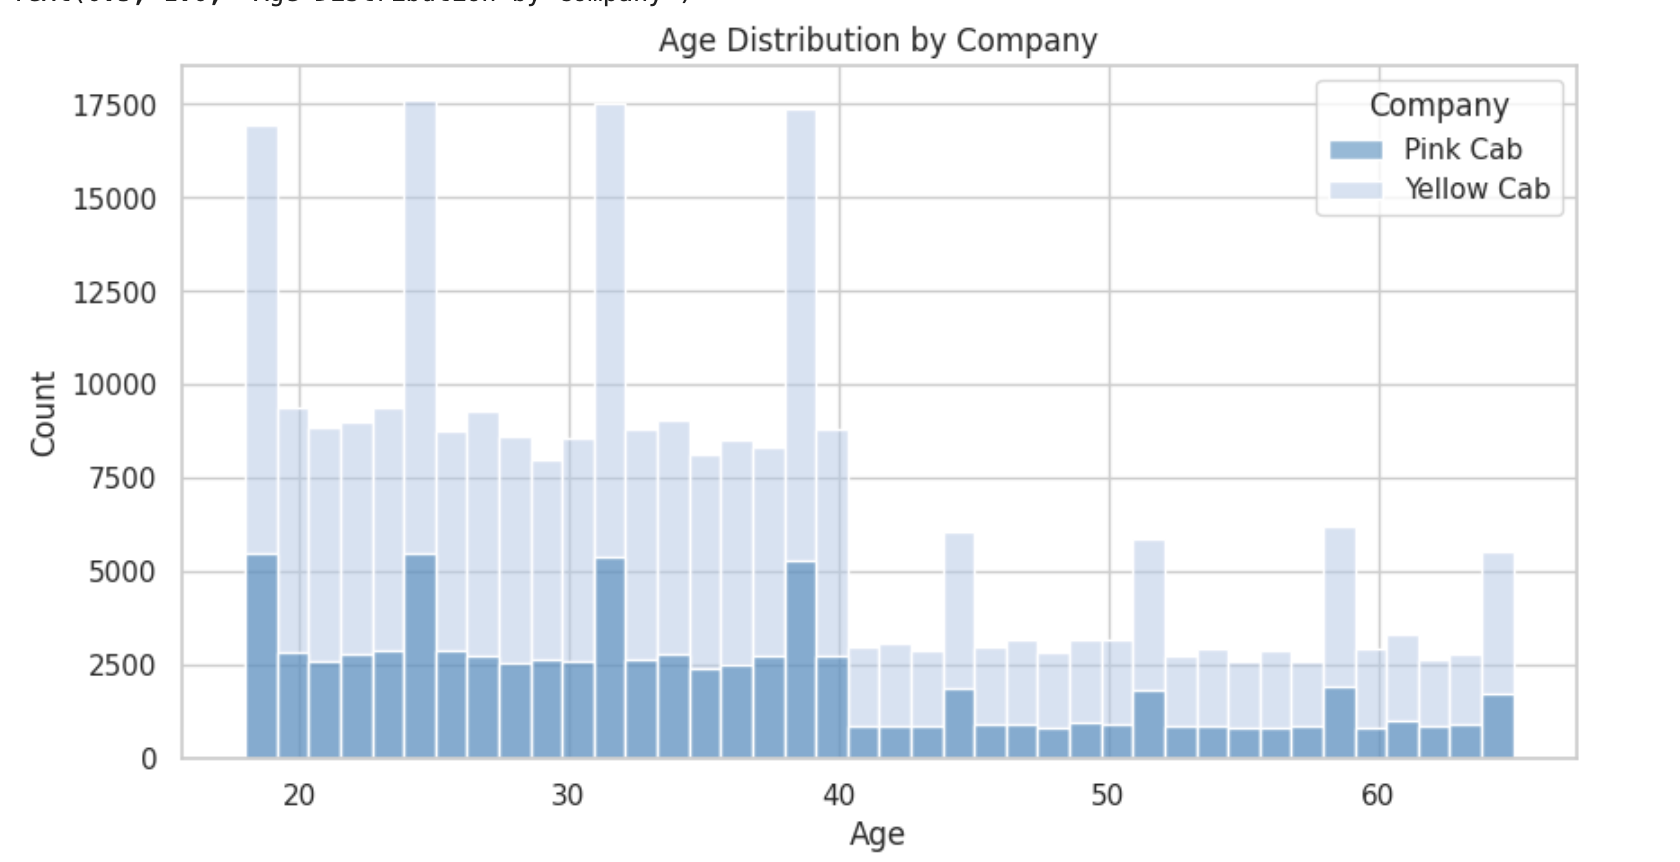 Age Distribution by Company
Company
Pink Cab
Yellow Cab
17500
15000
12500
10000
7500
5000
2500
0
Count
20 30 40 50 60
Age